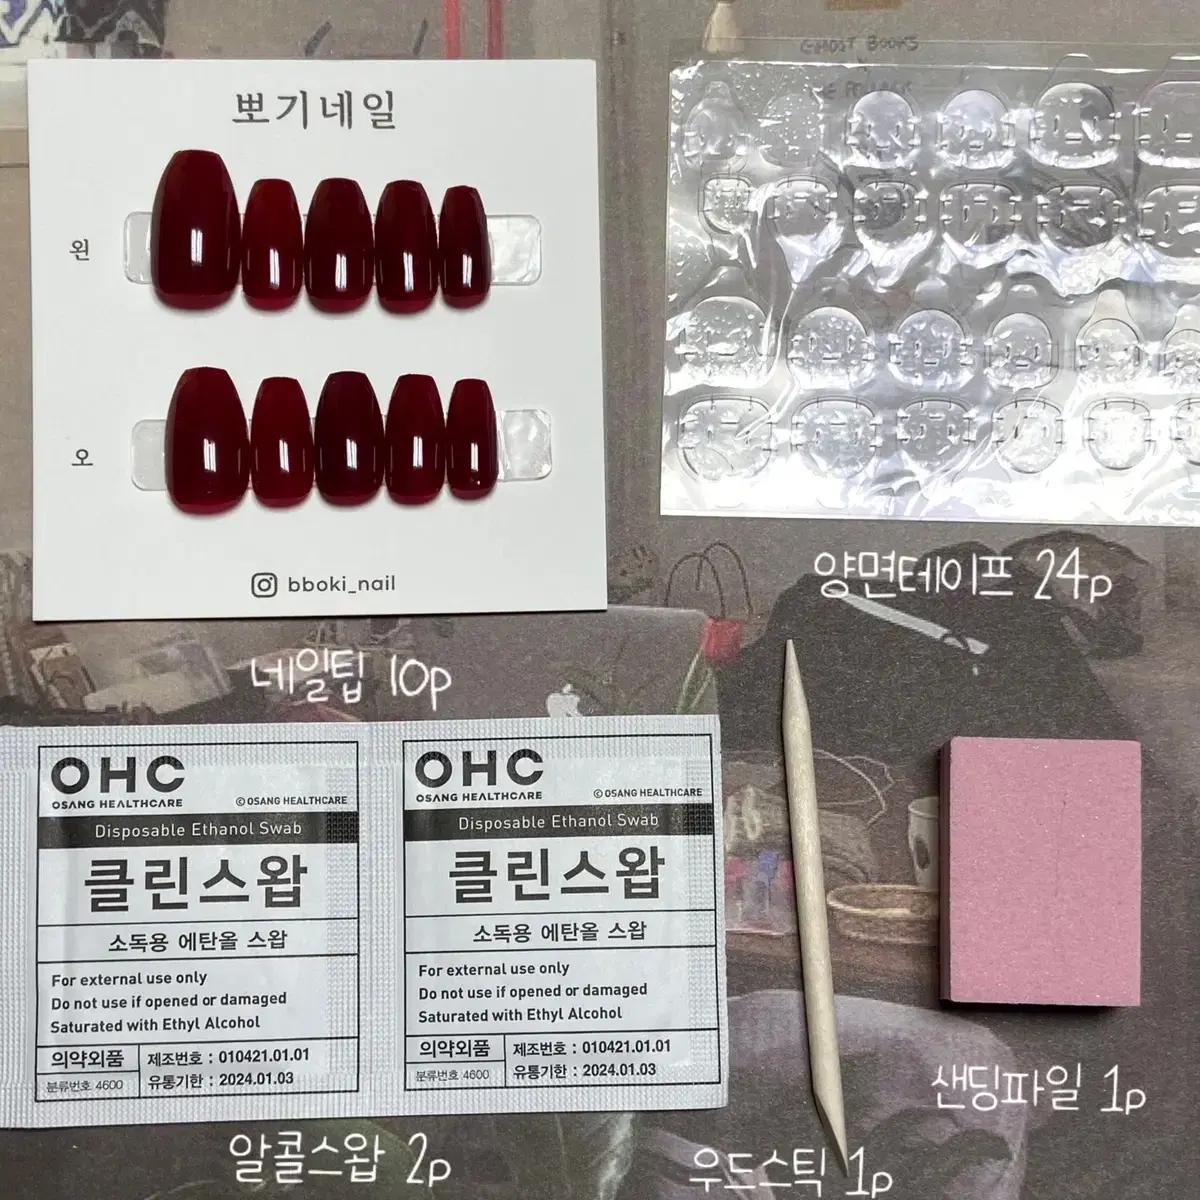 뽀기네일
왼
오
bboki_nail
네일팁 10p
GHOST BOOKS
양면테이프 24p
OHC
OSANG HEALTHCARE
© OSANG HEALTHCARE
Disposable Ethanol Swab
클린스왑
소독용 에탄올 스왑
For external use only
Do not use if opened or damaged
Saturated with Ethyl Alcohol
의약외품
분류번호 4600
제조번호 : 010421.01.01
유통기한 : 2024.01.03
OHC
OSANG HEALTHCARE
© OSANG HEALTHCARE
Disposable Ethanol Swab
클린스왑
소독용 에탄올 스왑
For external use only
Do not use if opened or damaged
Saturated with Ethyl Alcohol
의약외품
분류번호 4600
제조번호 : 010421.01.01
유통기한 : 2024.01.03
알콜스왑 2p
우드스틱 1p
샌딩파일 1p